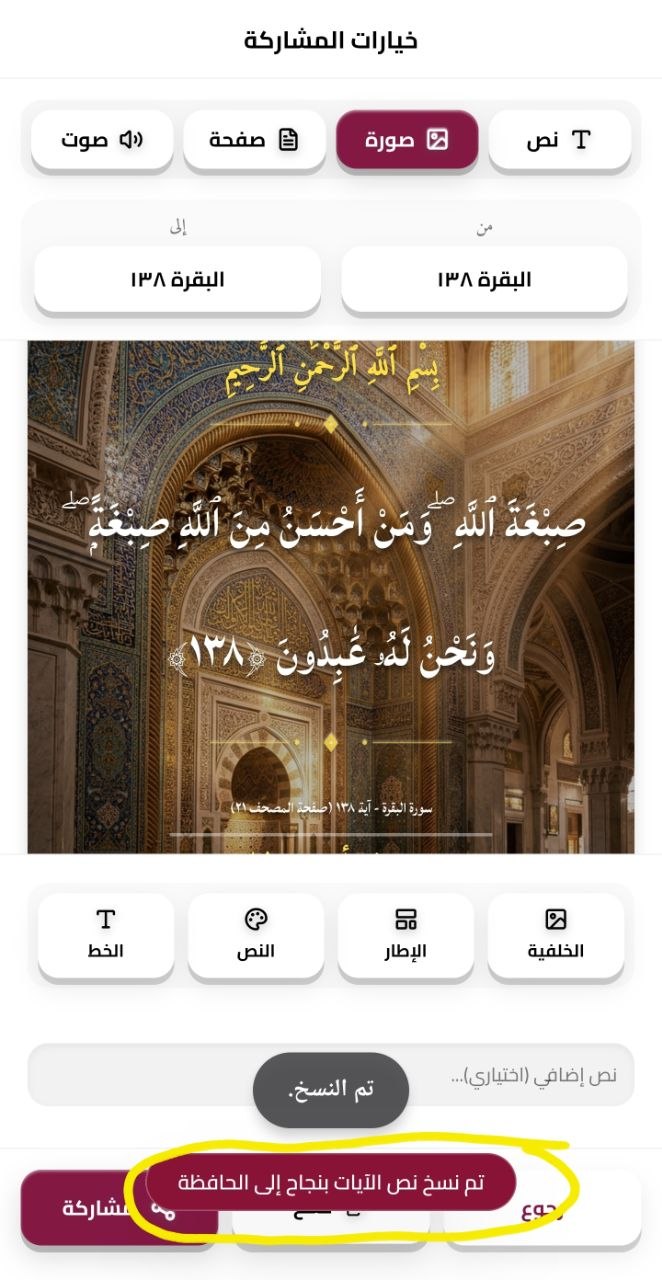 خيارات المشاركة
نص
صورة
صفحة
صوت
من
إلى
البقرة ١٣٨
البقرة ١٣٨
بِسْمِ ٱللَّهِ ٱلرَّحْمَٰنِ ٱلرَّحِيمِ
صِبْغَةَ ٱللَّهِ ۖ وَمَنْ أَحْسَنُ مِنَ ٱللَّهِ صِبْغَةًۭ ۖ
وَنَحْنُ لَهُۥ عَٰبِدُونَ ﴿١٣٨﴾
سورة البقرة - آية ١٣٨ (صفحة المصحف ٢١)
الخلفية
الإطار
النص
الخط
نص إضافي (اختياري)...
تم النسخ.
تم نسخ نص الآيات بنجاح إلى الحافظة
رجوع
مشاركة